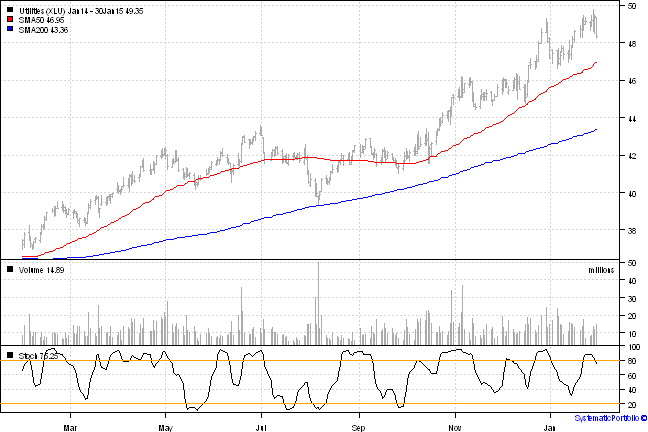 Utilities (XLU) Jan14 - 30Jan15 49.35
SMA50 46.95
SMA200 43.36
50
48
46
44
42
40
38
Volume 14.89
millions
50
40
30
20
10
Stoch 75.25
100
80
60
40
20
Mar
May
Jul
Sep
Nov
Jan
SystematicPortfolio ©